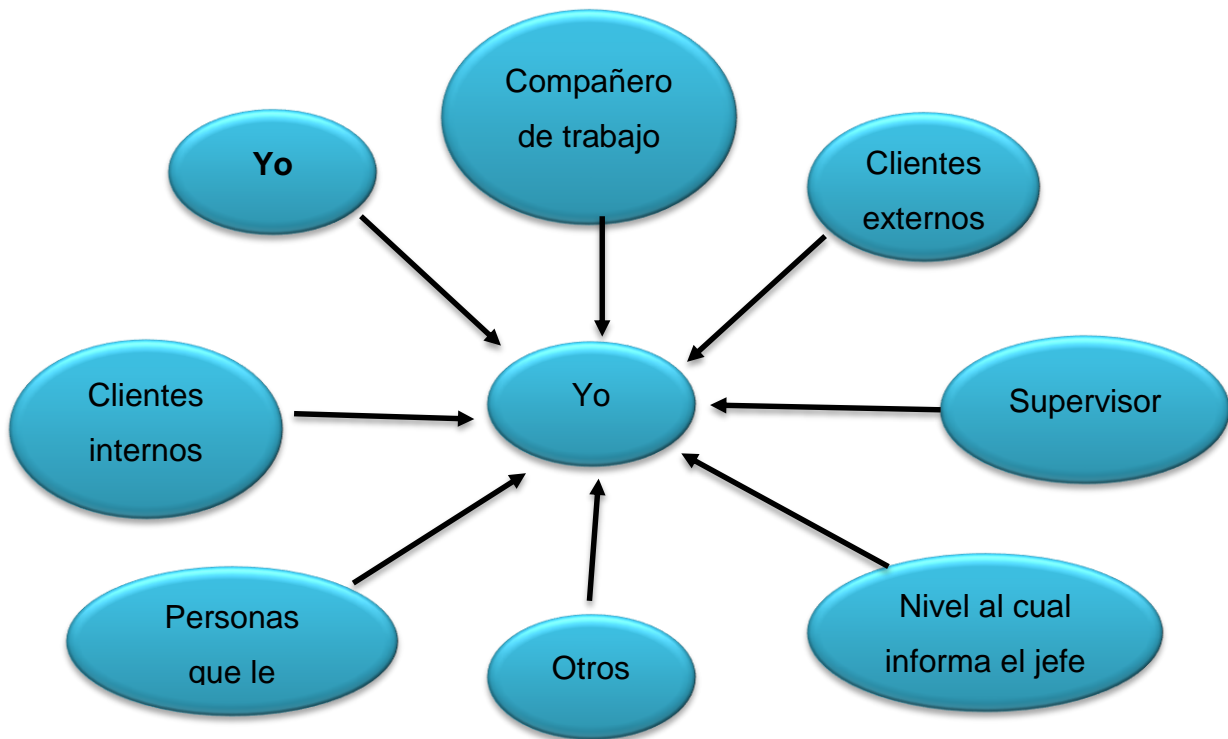 Compañero
de trabajo
Yo
Clientes
externos
Clientes
internos
Yo
Supervisor
Personas
que le
Otros
Nivel al cual
informa el jefe